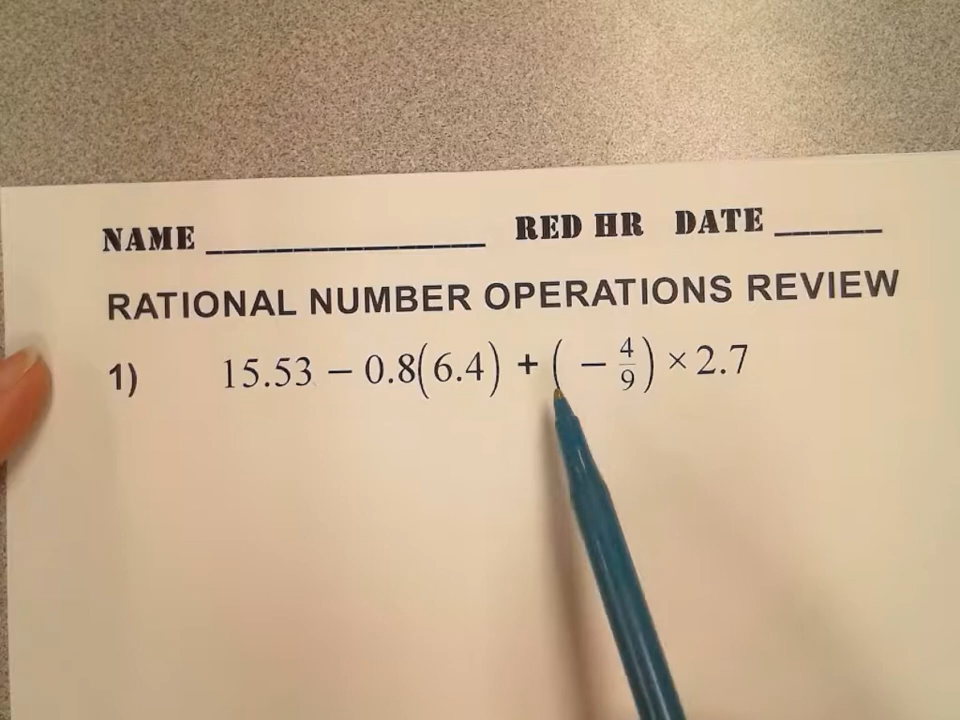 NAME ________________ RED HR DATE ______
RATIONAL NUMBER OPERATIONS REVIEW
1) 15.53 − 0.8(6.4) + (− 4/9) × 2.7